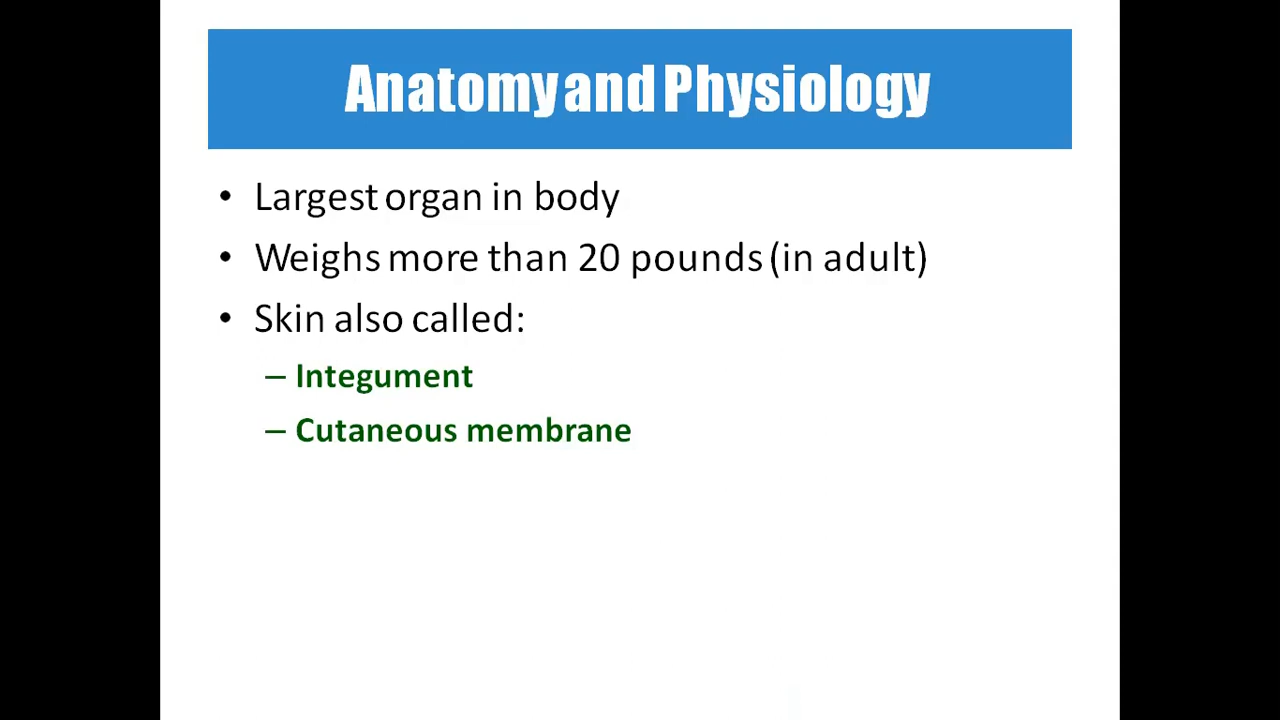 Anatomy and Physiology
• Largest organ in body
• Weighs more than 20 pounds (in adult)
• Skin also called:
– Integument
– Cutaneous membrane